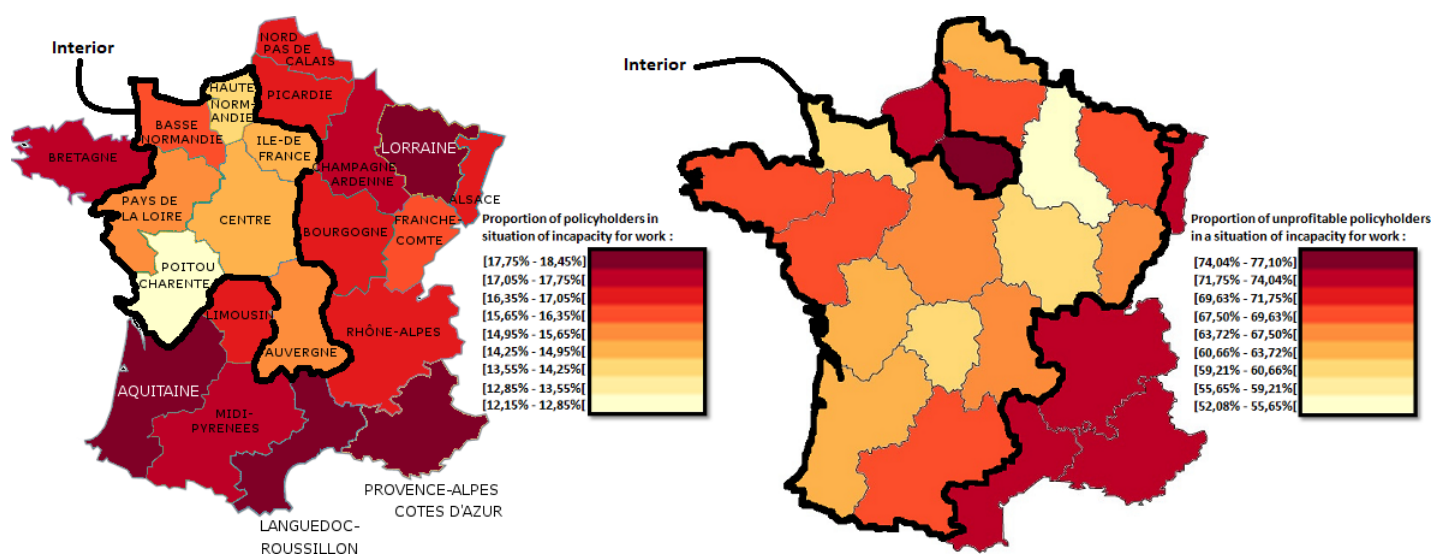 Interior
NORD
PAS DE
CALAIS
PICARDIE
HAUTE
NORM-
ANDIE
BASSE
NORMANDIE
ILE-DE
FRANCE
BRETAGNE
CHAMPAGNE
ARDENNE
LORRAINE
ALSACE
PAYS DE
LA LOIRE
CENTRE
BOURGOGNE
FRANCHE-
COMTE
POITOU
CHARENTE
LIMOUSIN
AUVERGNE
RHÔNE-ALPES
AQUITAINE
MIDI-
PYRENEES
PROVENCE-ALPES
COTES D'AZUR
LANGUEDOC-
ROUSSILLON
Proportion of policyholders in
situation of incapacity for work :
[17,75% - 18,45%[
[17,05% - 17,75%[
[16,35% - 17,05%[
[15,65% - 16,35%[
[14,95% - 15,65%[
[14,25% - 14,95%[
[13,55% - 14,25%[
[12,85% - 13,55%[
[12,15% - 12,85%[
Interior
Proportion of unprofitable policyholders
in a situation of incapacity for work :
[74,04% - 77,10%[
[71,75% - 74,04%[
[69,63% - 71,75%[
[67,50% - 69,63%[
[63,72% - 67,50%[
[60,66% - 63,72%[
[59,21% - 60,66%[
[55,65% - 59,21%[
[52,08% - 55,65%[